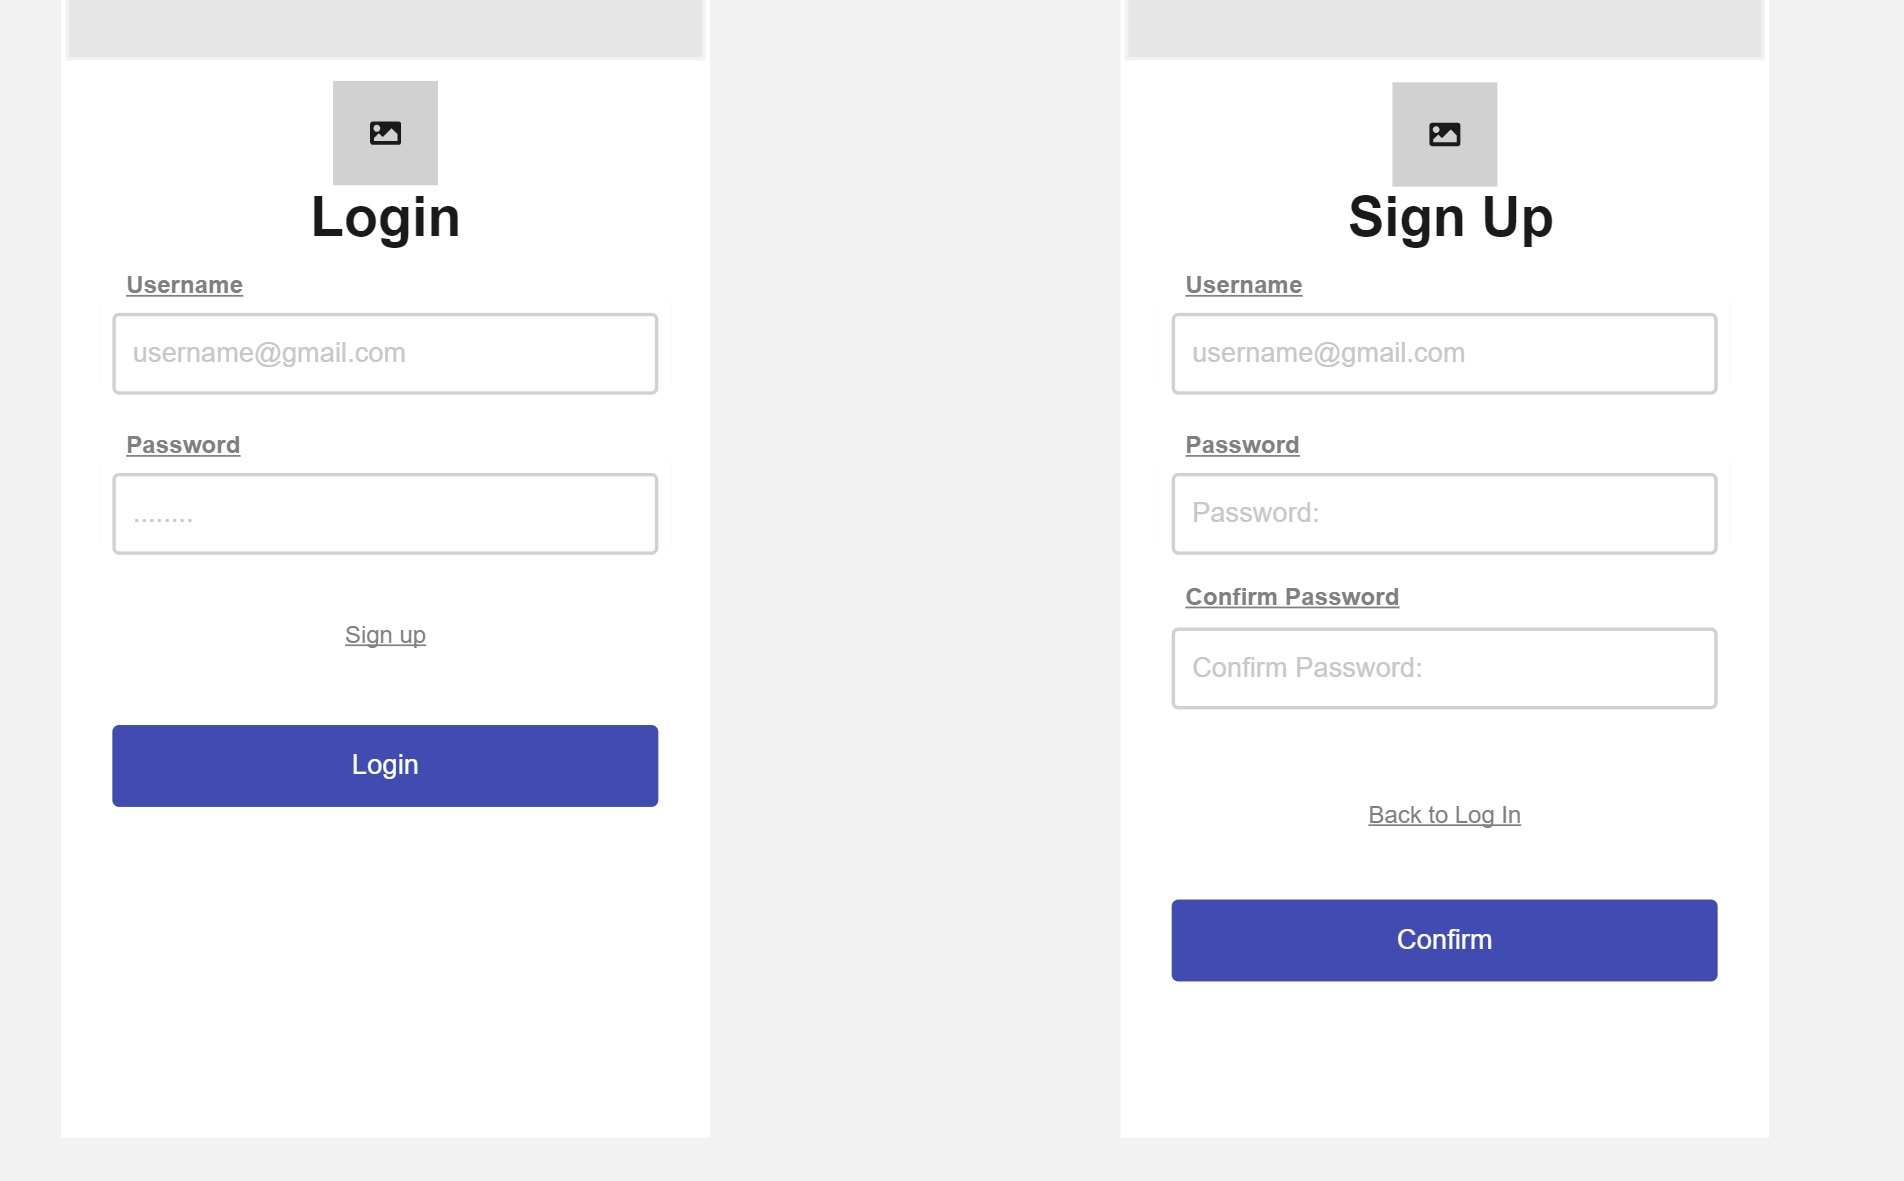 Login
Username
username@gmail.com
Password
........
Sign up
Login
Sign Up
Username
username@gmail.com
Password
Password:
Confirm Password
Confirm Password:
Back to Log In
Confirm